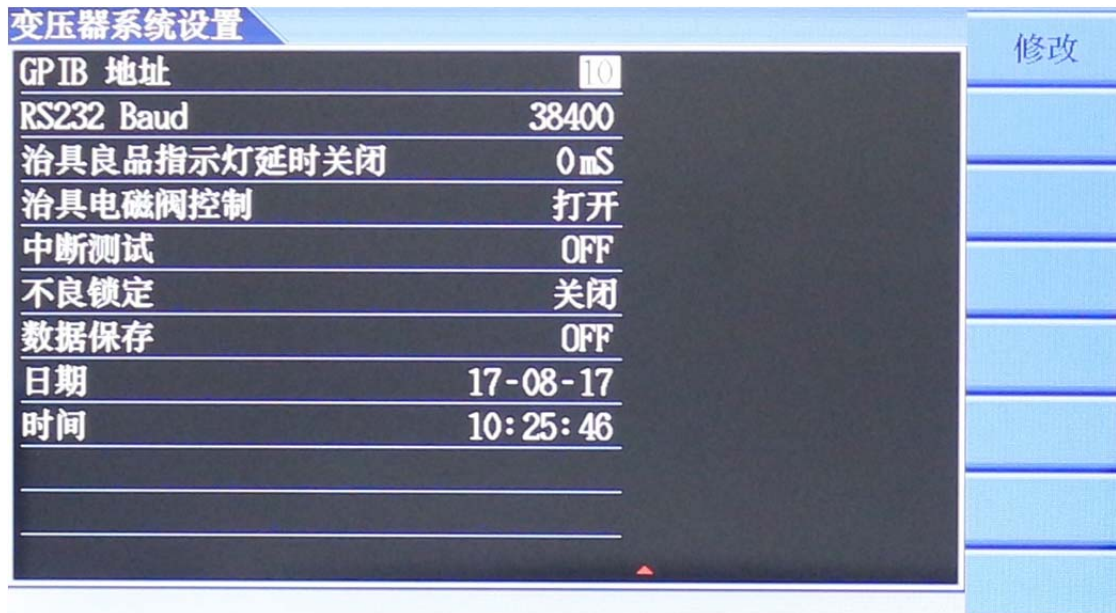 变压器系统设置
修改
GPIB 地址 10
RS232 Baud 38400
治具良品指示灯延时关闭 0mS
治具电磁阀控制 打开
中断测试 OFF
不良锁定 关闭
数据保存 OFF
日期 17-08-17
时间 10:25:46